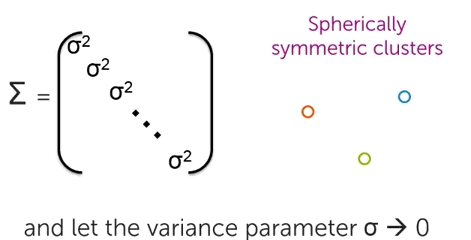 Spherically
symmetric clusters
σ²
σ²
σ²
σ²
Σ =
and let the variance parameter σ → 0